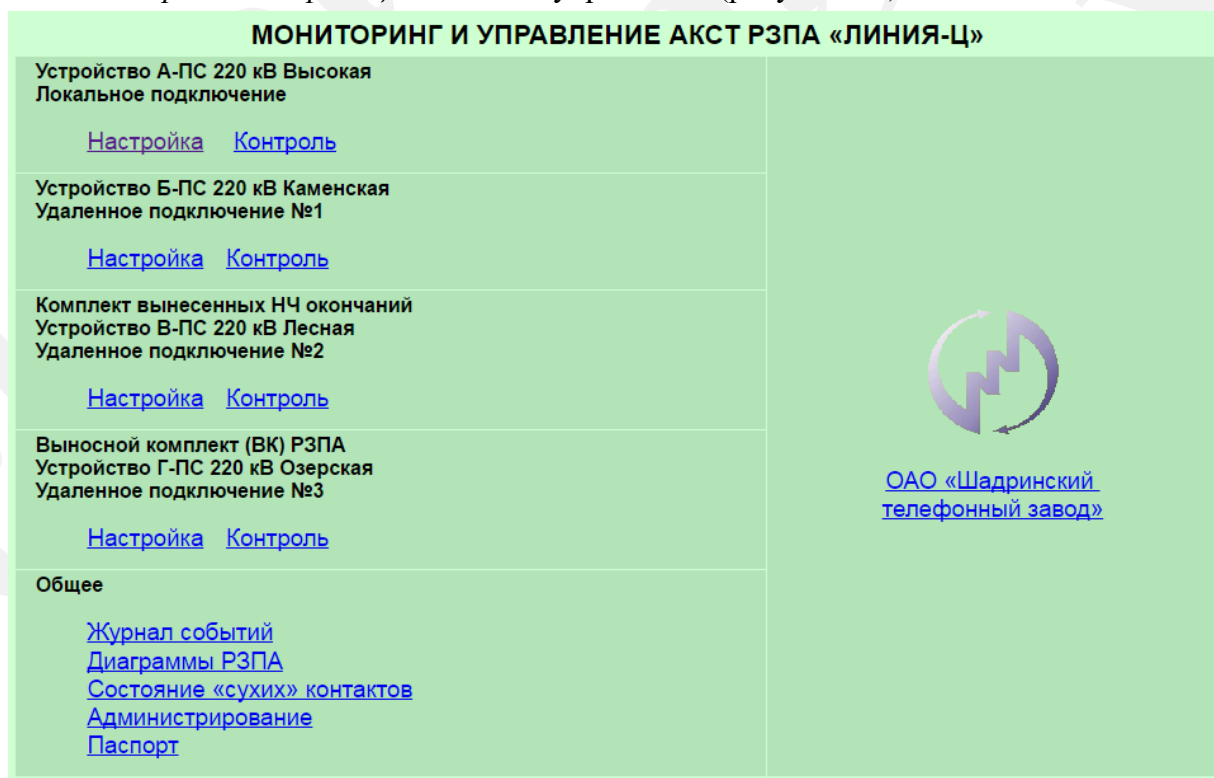 МОНИТОРИНГ И УПРАВЛЕНИЕ АКСТ РЗПА «ЛИНИЯ-Ц»
Устройство А-ПС 220 кВ Высокая
Локальное подключение
Настройка Контроль
Устройство Б-ПС 220 кВ Каменская
Удаленное подключение №1
Настройка Контроль
Комплект вынесенных НЧ окончаний
Устройство В-ПС 220 кВ Лесная
Удаленное подключение №2
Настройка Контроль
Выносной комплект (ВК) РЗПА
Устройство Г-ПС 220 кВ Озерская
Удаленное подключение №3
Настройка Контроль
Общее
Журнал событий
Диаграммы РЗПА
Состояние «сухих» контактов
Администрирование
Паспорт
ОАО «Шадринский
телефонный завод»